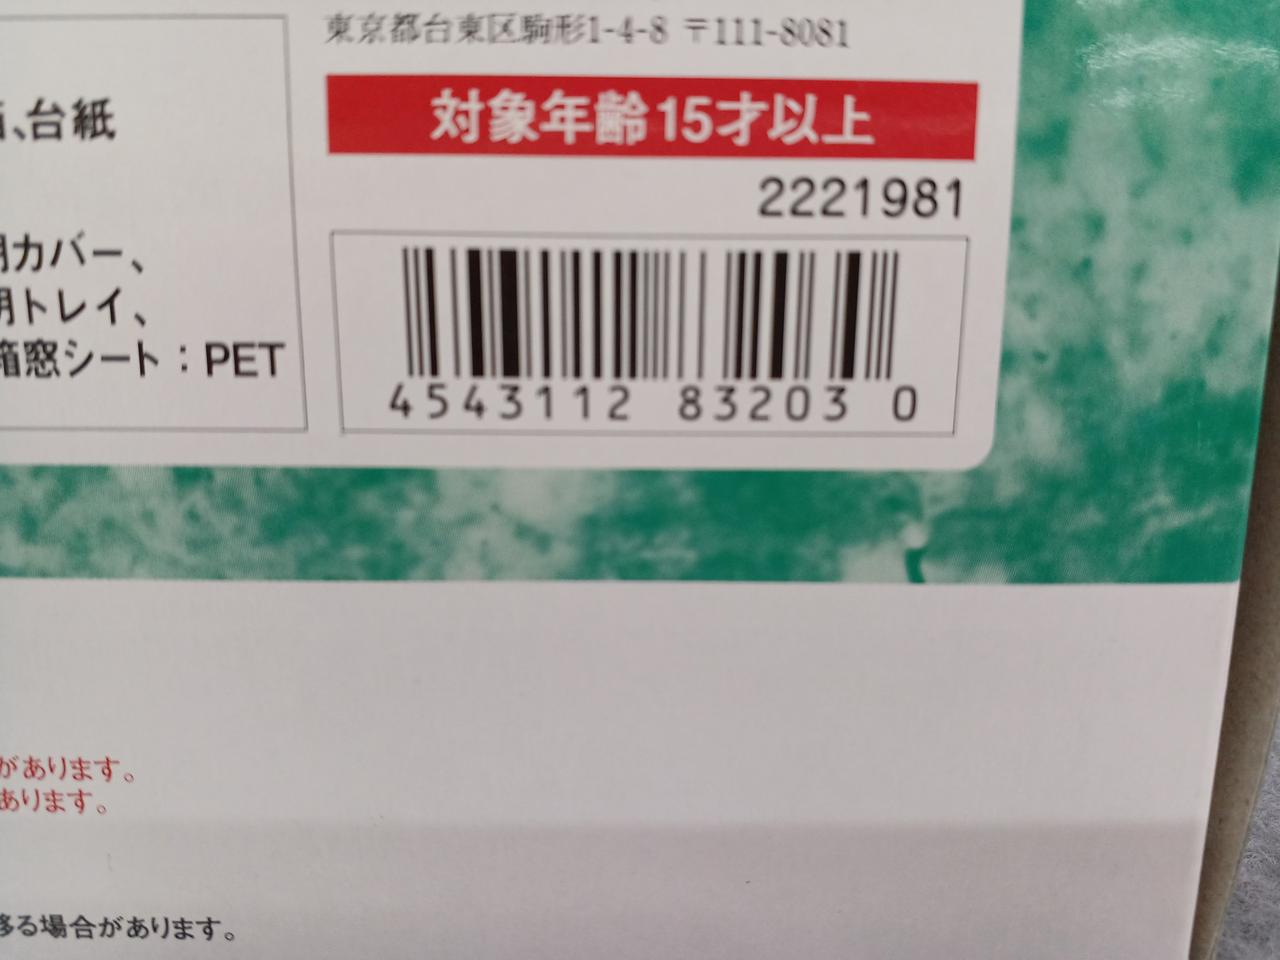 東京都台東区駒形1-4-8 〒111-8081
対象年齢15才以上
2221981
4543112 83203 0
、台紙
カバー、
トレイ、
箱窓シート：PET
があります。
あります。
移る場合があります。